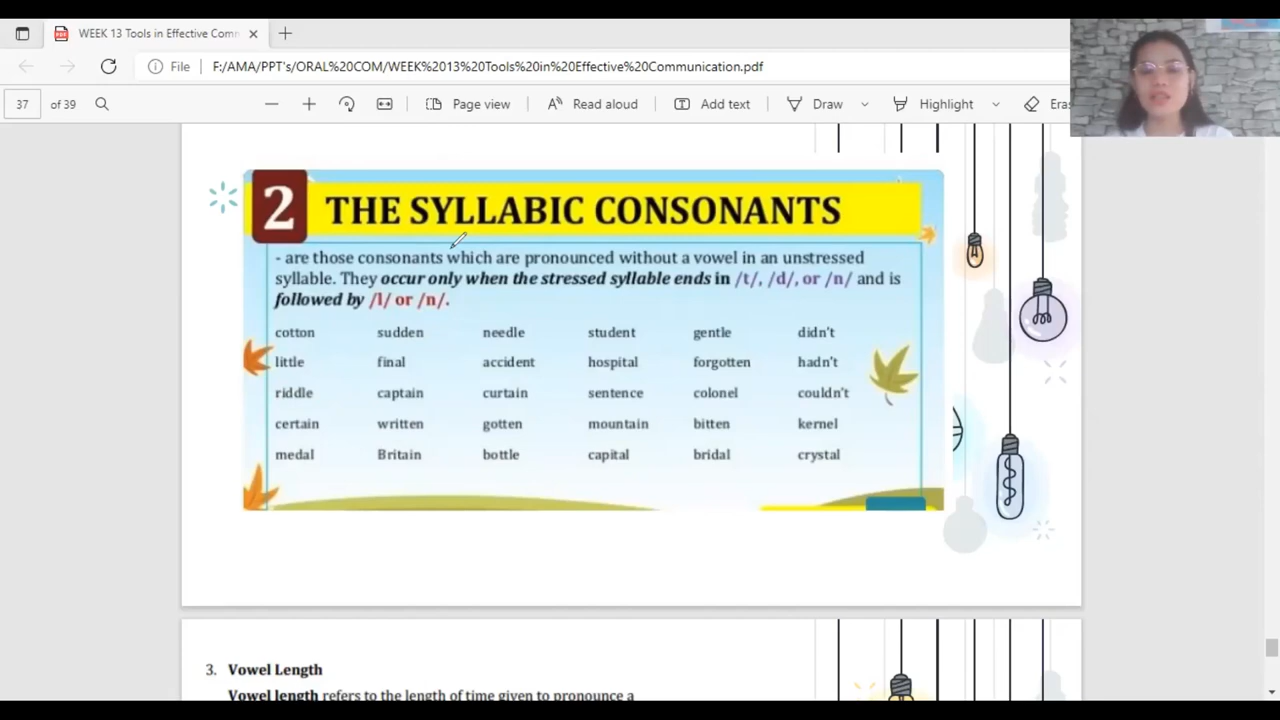 WEEK 13 Tools in Effective Com
File F:/AMA/PPT's/ORAL%20COM/WEEK%2013%20Tools%20in%20Effective%20Communication.pdf
37 of 39 Page view Read aloud Add text Draw Highlight Eras
2 THE SYLLABIC CONSONANTS
- are those consonants which are pronounced without a vowel in an unstressed
syllable. They occur only when the stressed syllable ends in /t/, /d/, or /n/ and is
followed by /l/ or /n/.
cotton sudden needle student gentle didn't
little final accident hospital forgotten hadn't
riddle captain curtain sentence colonel couldn't
certain written gotten mountain bitten kernel
medal Britain bottle capital bridal crystal
3. Vowel Length
Vowel length refers to the length of time given to pronounce a